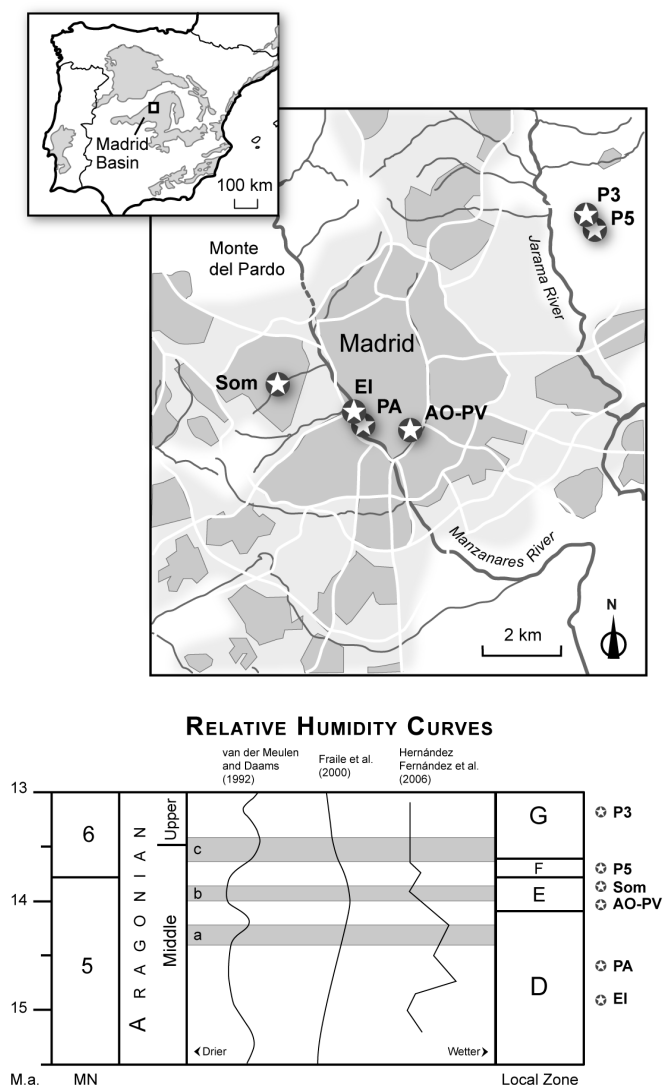 Madrid
Basin
100 km
P3
P5
Monte
del Pardo
Jarama River
Madrid
Som
EI
PA
AO-PV
Manzanares River
N
2 km
RELATIVE HUMIDITY CURVES
van der Meulen
and Daams
(1992)
Fraile et al.
(2000)
Hernández
Fernández et al.
(2006)
13
6
ARAGONIAN
Upper
G
P3
c
F
P5
14
b
E
Som
AO-PV
a
Middle
5
D
PA
EI
15
Drier
Wetter
M.a.
MN
Local Zone